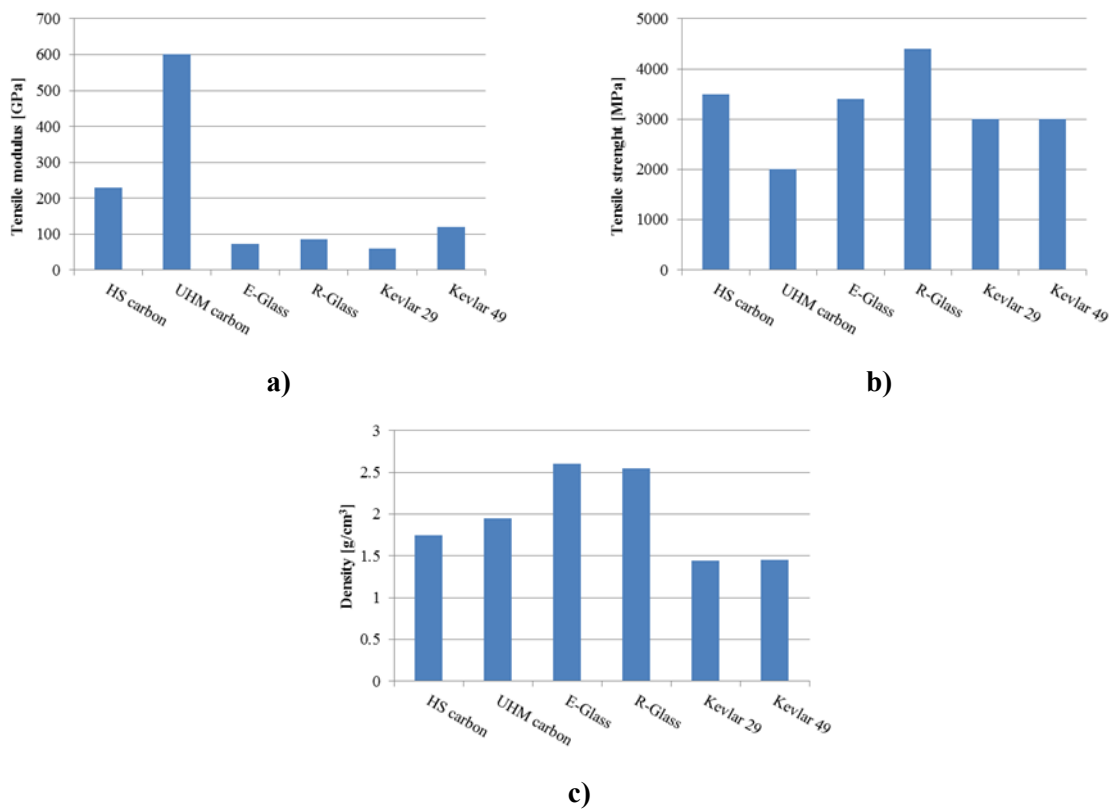 Tensile modulus [GPa]
700
600
500
400
300
200
100
0
HS carbon
UHM carbon
E-Glass
R-Glass
Kevlar 29
Kevlar 49
a)
Tensile strenght [MPa]
5000
4000
3000
2000
1000
0
HS carbon
UHM carbon
E-Glass
R-Glass
Kevlar 29
Kevlar 49
b)
Density [g/cm³]
3
2.5
2
1.5
1
0.5
0
HS carbon
UHM carbon
E-Glass
R-Glass
Kevlar 29
Kevlar 49
c)